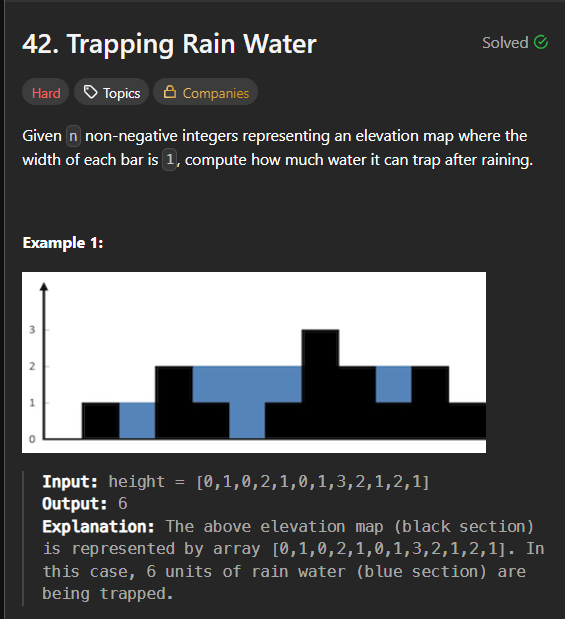 42. Trapping Rain Water
Solved
Hard Topics Companies
Given n non-negative integers representing an elevation map where the
width of each bar is 1, compute how much water it can trap after raining.
Example 1:
3
2
1
0
Input: height = [0,1,0,2,1,0,1,3,2,1,2,1]
Output: 6
Explanation: The above elevation map (black section)
is represented by array [0,1,0,2,1,0,1,3,2,1,2,1]. In
this case, 6 units of rain water (blue section) are
being trapped.